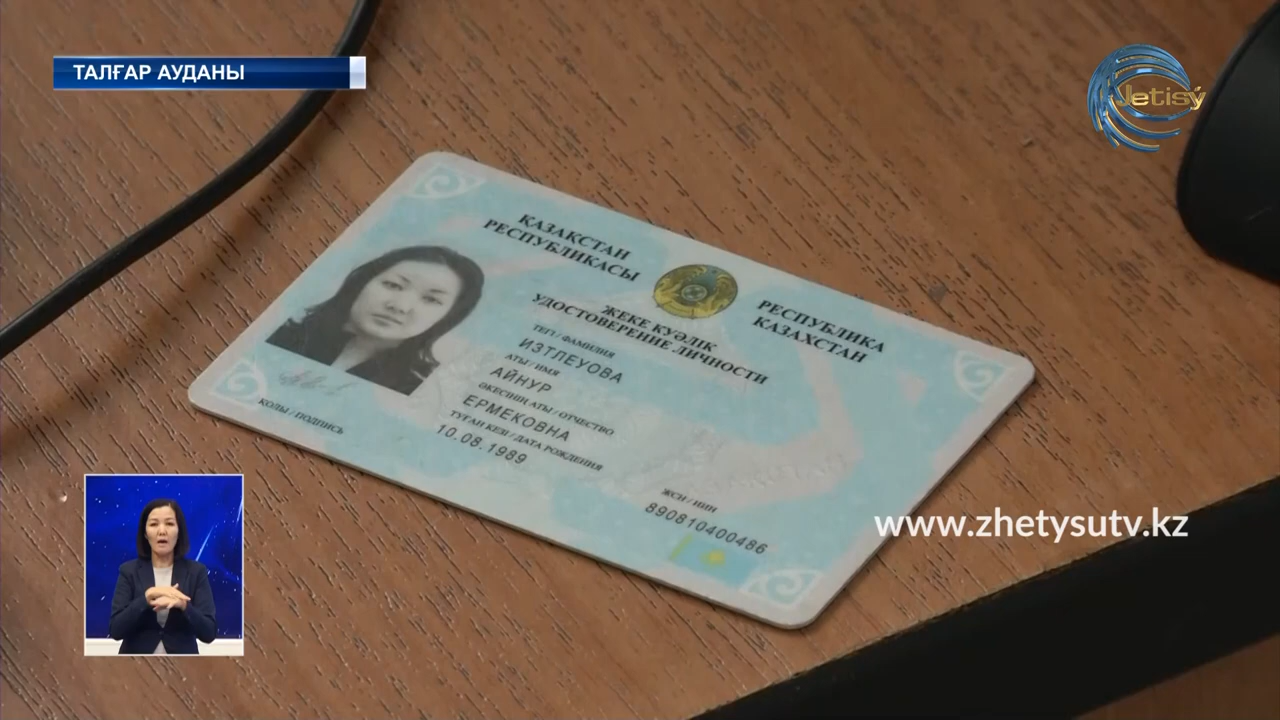 ТАЛҒАР АУДАНЫ
Jetisý
ҚАЗАҚСТАН
РЕСПУБЛИКАСЫ
РЕСПУБЛИКА
КАЗАХСТАН
ЖЕКЕ КУӘЛІК
УДОСТОВЕРЕНИЕ ЛИЧНОСТИ
ТЕГІ / ФАМИЛИЯ
ИЗТЛЕУОВА
АТЫ / ИМЯ
АЙНУР
ӘКЕСІНІҢ АТЫ / ОТЧЕСТВО
ЕРМЕКОВНА
ТУҒАН КЕЗІ / ДАТА РОЖДЕНИЯ
10.08.1989
ҚОЛЫ / ПОДПИСЬ
ЖСН / ИИН
890810400486
www.zhetysutv.kz